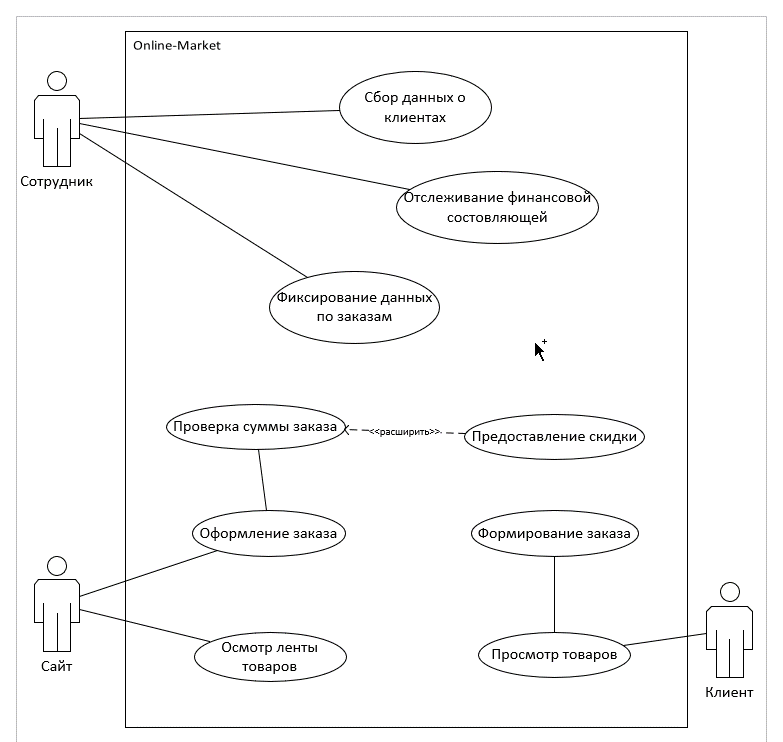 Online-Market
Сбор данных о
клиентах
Сотрудник
Отслеживание финансовой
состовляющей
Фиксирование данных
по заказам
Проверка суммы заказа
<<расширить>>
Предоставление скидки
Оформление заказа
Формирование заказа
Осмотр ленты
товаров
Просмотр товаров
Сайт
Клиент